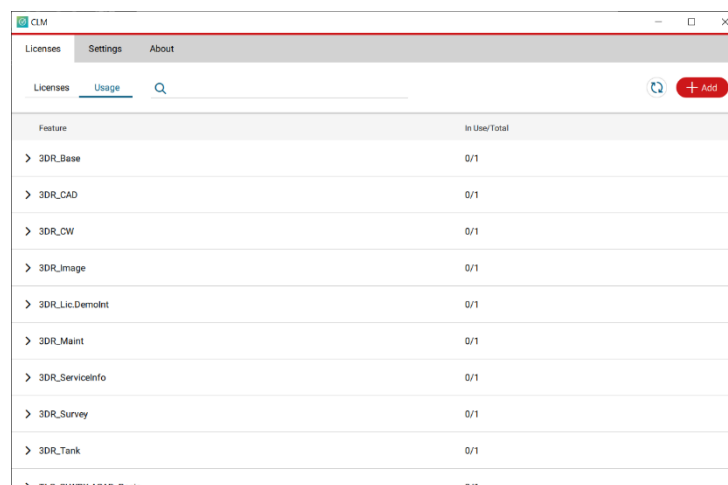 CLM
Licenses Settings About
Licenses Usage Add
Feature In Use/Total
3DR_Base 0/1
3DR_CAD 0/1
3DR_CW 0/1
3DR_Image 0/1
3DR_Lic.DemoInt 0/1
3DR_Maint 0/1
3DR_ServiceInfo 0/1
3DR_Survey 0/1
3DR_Tank 0/1